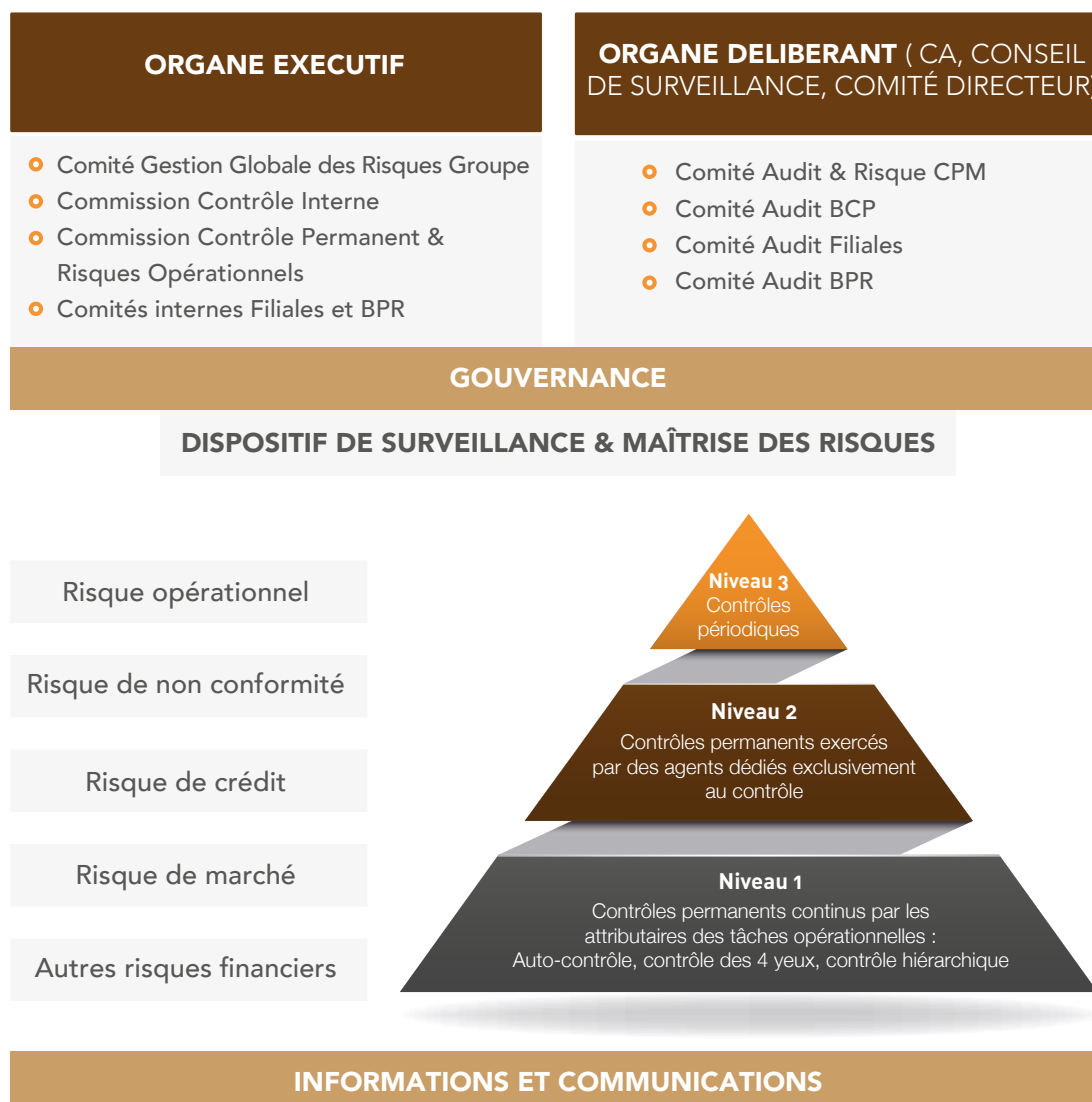 ORGANE EXECUTIF
Comité Gestion Globale des Risques Groupe
Commission Contrôle Interne
Commission Contrôle Permanent &
Risques Opérationnels
Comités internes Filiales et BPR
ORGANE DELIBERANT ( CA, CONSEIL
DE SURVEILLANCE, COMITÉ DIRECTEUR)
Comité Audit & Risque CPM
Comité Audit BCP
Comité Audit Filiales
Comité Audit BPR
GOUVERNANCE
DISPOSITIF DE SURVEILLANCE & MAÎTRISE DES RISQUES
Risque opérationnel
Risque de non conformité
Risque de crédit
Risque de marché
Autres risques financiers
Niveau 3
Contrôles
périodiques
Niveau 2
Contrôles permanents exercés
par des agents dédiés exclusivement
au contrôle
Niveau 1
Contrôles permanents continus par les
attributaires des tâches opérationnelles :
Auto-contrôle, contrôle des 4 yeux, contrôle hiérarchique
INFORMATIONS ET COMMUNICATIONS